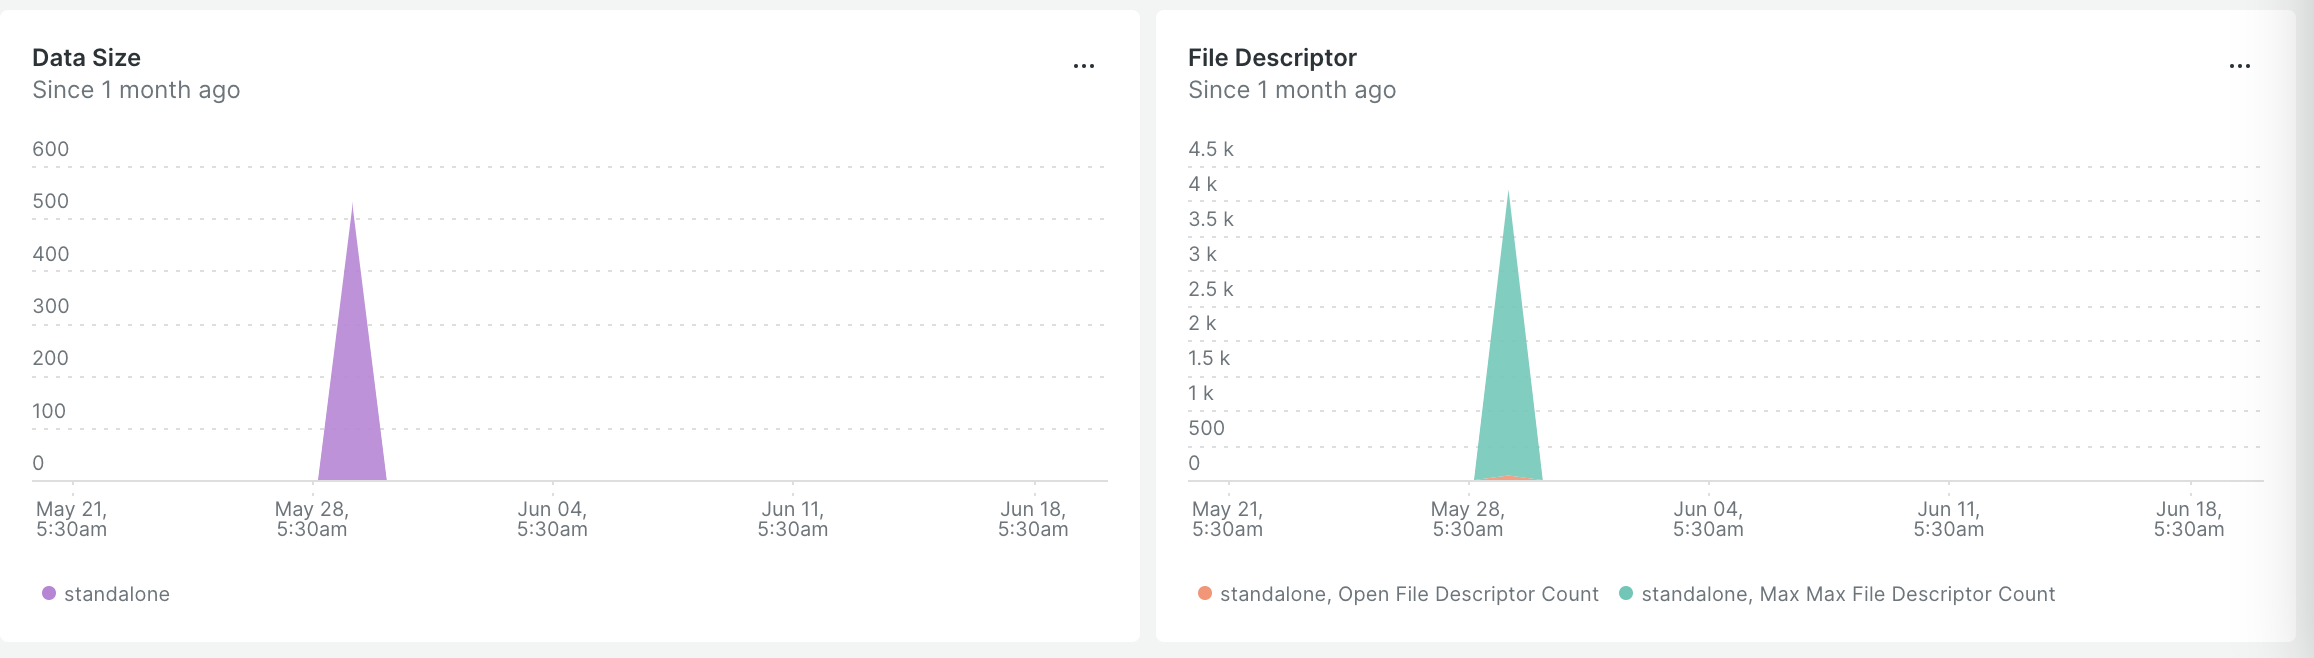 Data Size
...
Since 1 month ago
600
500
400
300
200
100
0
May 21,
5:30am
May 28,
5:30am
Jun 04,
5:30am
Jun 11,
5:30am
Jun 18,
5:30am
standalone
File Descriptor
...
Since 1 month ago
4.5 k
4 k
3.5 k
3 k
2.5 k
2 k
1.5 k
1 k
500
0
May 21,
5:30am
May 28,
5:30am
Jun 04,
5:30am
Jun 11,
5:30am
Jun 18,
5:30am
standalone, Open File Descriptor Count
standalone, Max Max File Descriptor Count